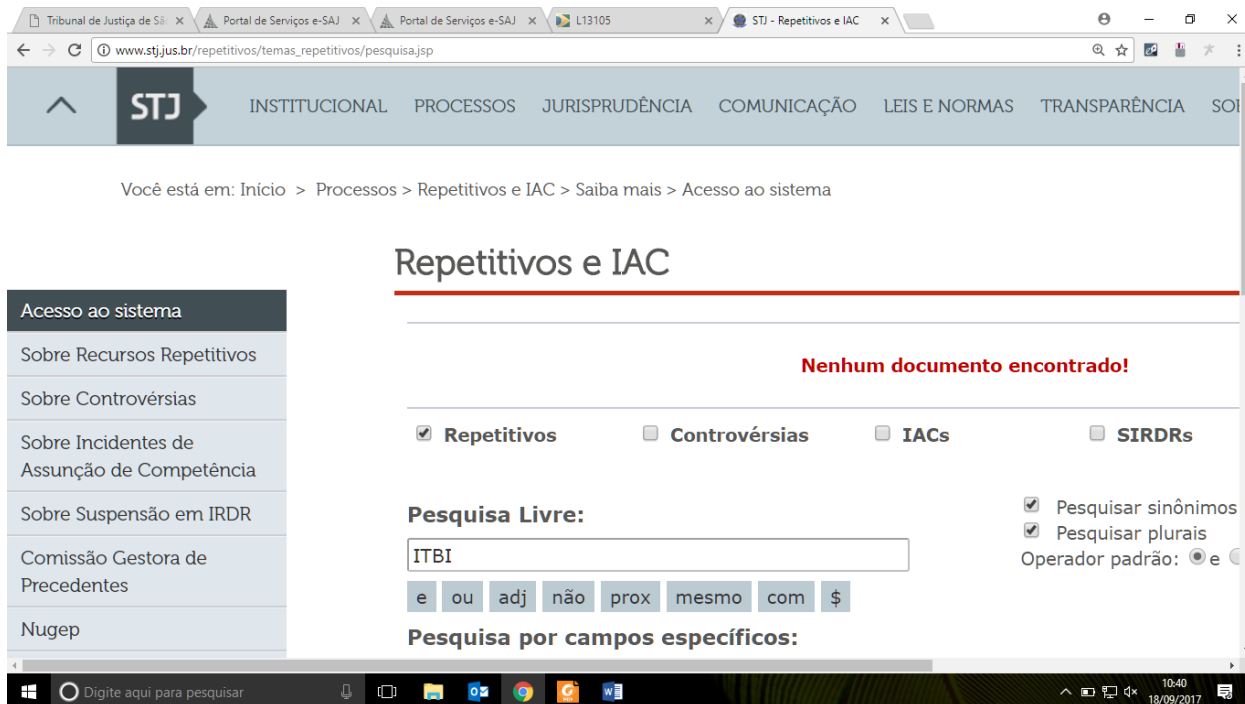 Tribunal de Justiça de Sã
Portal de Serviços e-SAJ
Portal de Serviços e-SAJ
L13105
STJ - Repetitivos e IAC
www.stj.jus.br/repetitivos/temas_repetitivos/pesquisa.jsp
STJ
INSTITUCIONAL PROCESSOS JURISPRUDÊNCIA COMUNICAÇÃO LEIS E NORMAS TRANSPARÊNCIA SOB
Você está em: Início > Processos > Repetitivos e IAC > Saiba mais > Acesso ao sistema
Repetitivos e IAC
Acesso ao sistema
Sobre Recursos Repetitivos
Sobre Controvérsias
Sobre Incidentes de
Assunção de Competência
Sobre Suspensão em IRDR
Comissão Gestora de
Precedentes
Nugep
Nenhum documento encontrado!
Repetitivos Controvérsias IACs SIRDRs
Pesquisa Livre:
Pesquisar sinônimos
Pesquisar plurais
Operador padrão: e
ITBI
e ou adj não prox mesmo com $
Pesquisa por campos específicos:
Digite aqui para pesquisar
10:40
18/09/2017